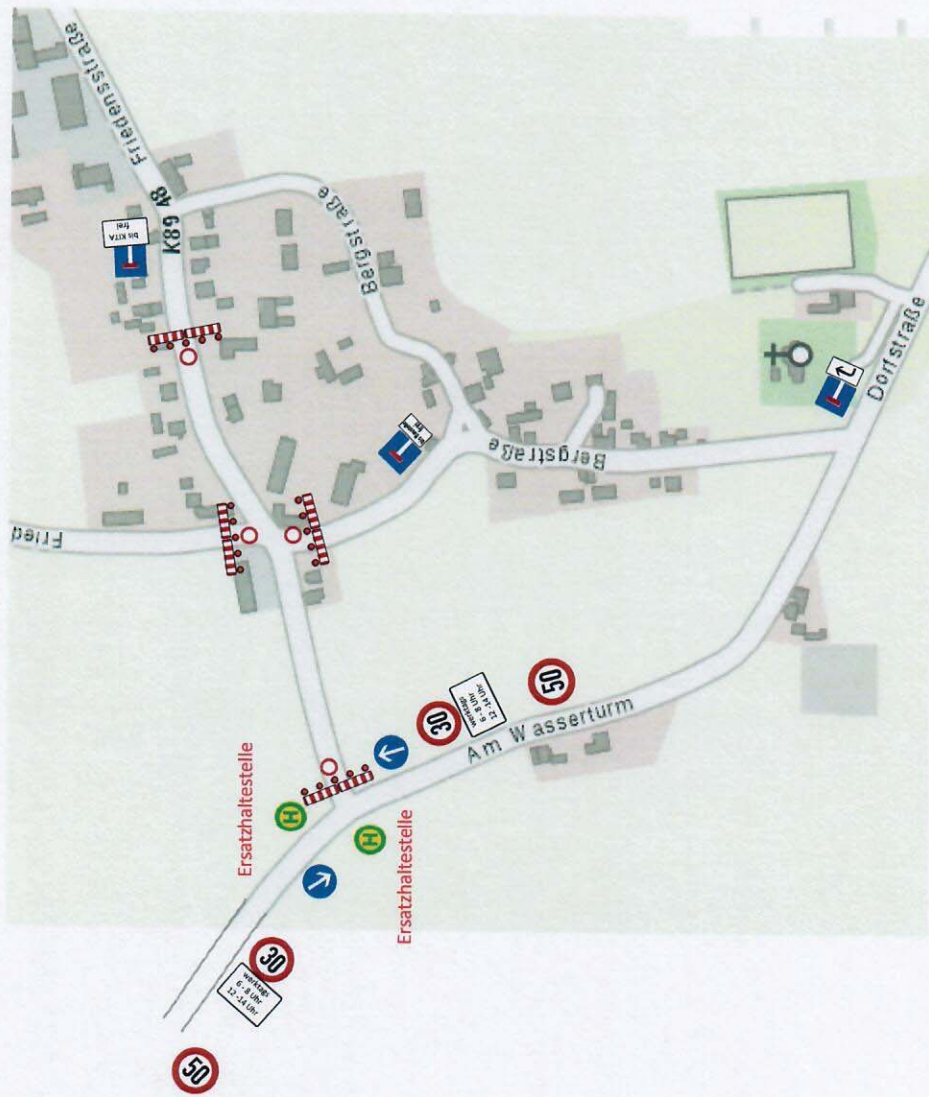 Friedensstraße
K89 48
bis KITA
frei
Bergstraße
Fried
frei
Bergstraße
Dorfstraße
Ersatzhaltestelle
H
H
Ersatzhaltestelle
30
werktags
6 - 8 Uhr
12 -14 Uhr
50
Am Wasserturm
30
werktags
6 - 8 Uhr
12 -14 Uhr
50